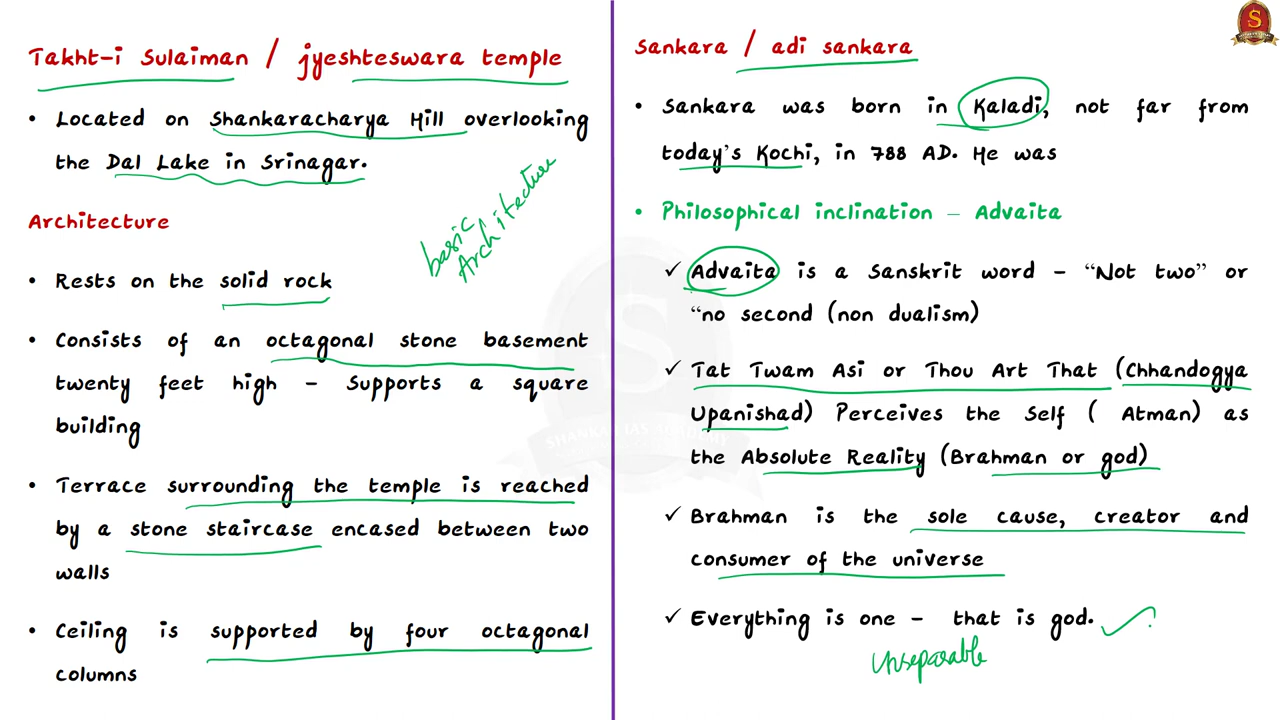 Takht-i Sulaiman / jyeshteswara temple
• Located on Shankaracharya Hill overlooking
the Dal Lake in Srinagar.
basic
Architecture
Architecture
• Rests on the solid rock
• Consists of an octagonal stone basement
twenty feet high – Supports a square
building
• Terrace surrounding the temple is reached
by a stone staircase encased between two
walls
• Ceiling is supported by four octagonal
columns
Sankara / adi sankara
• Sankara was born in Kaladi, not far from
today's Kochi, in 788 AD. He was
• Philosophical inclination – Advaita
✓ Advaita is a Sanskrit word – “Not two” or
“no second (non dualism)
✓ Tat Twam Asi or Thou Art That (Chhandogya
Upanishad) Perceives the Self ( Atman) as
the Absolute Reality (Brahman or god)
✓ Brahman is the sole cause, creator and
consumer of the universe
✓ Everything is one – that is god.
Unseparable
SHANKAR IAS ACADEMY